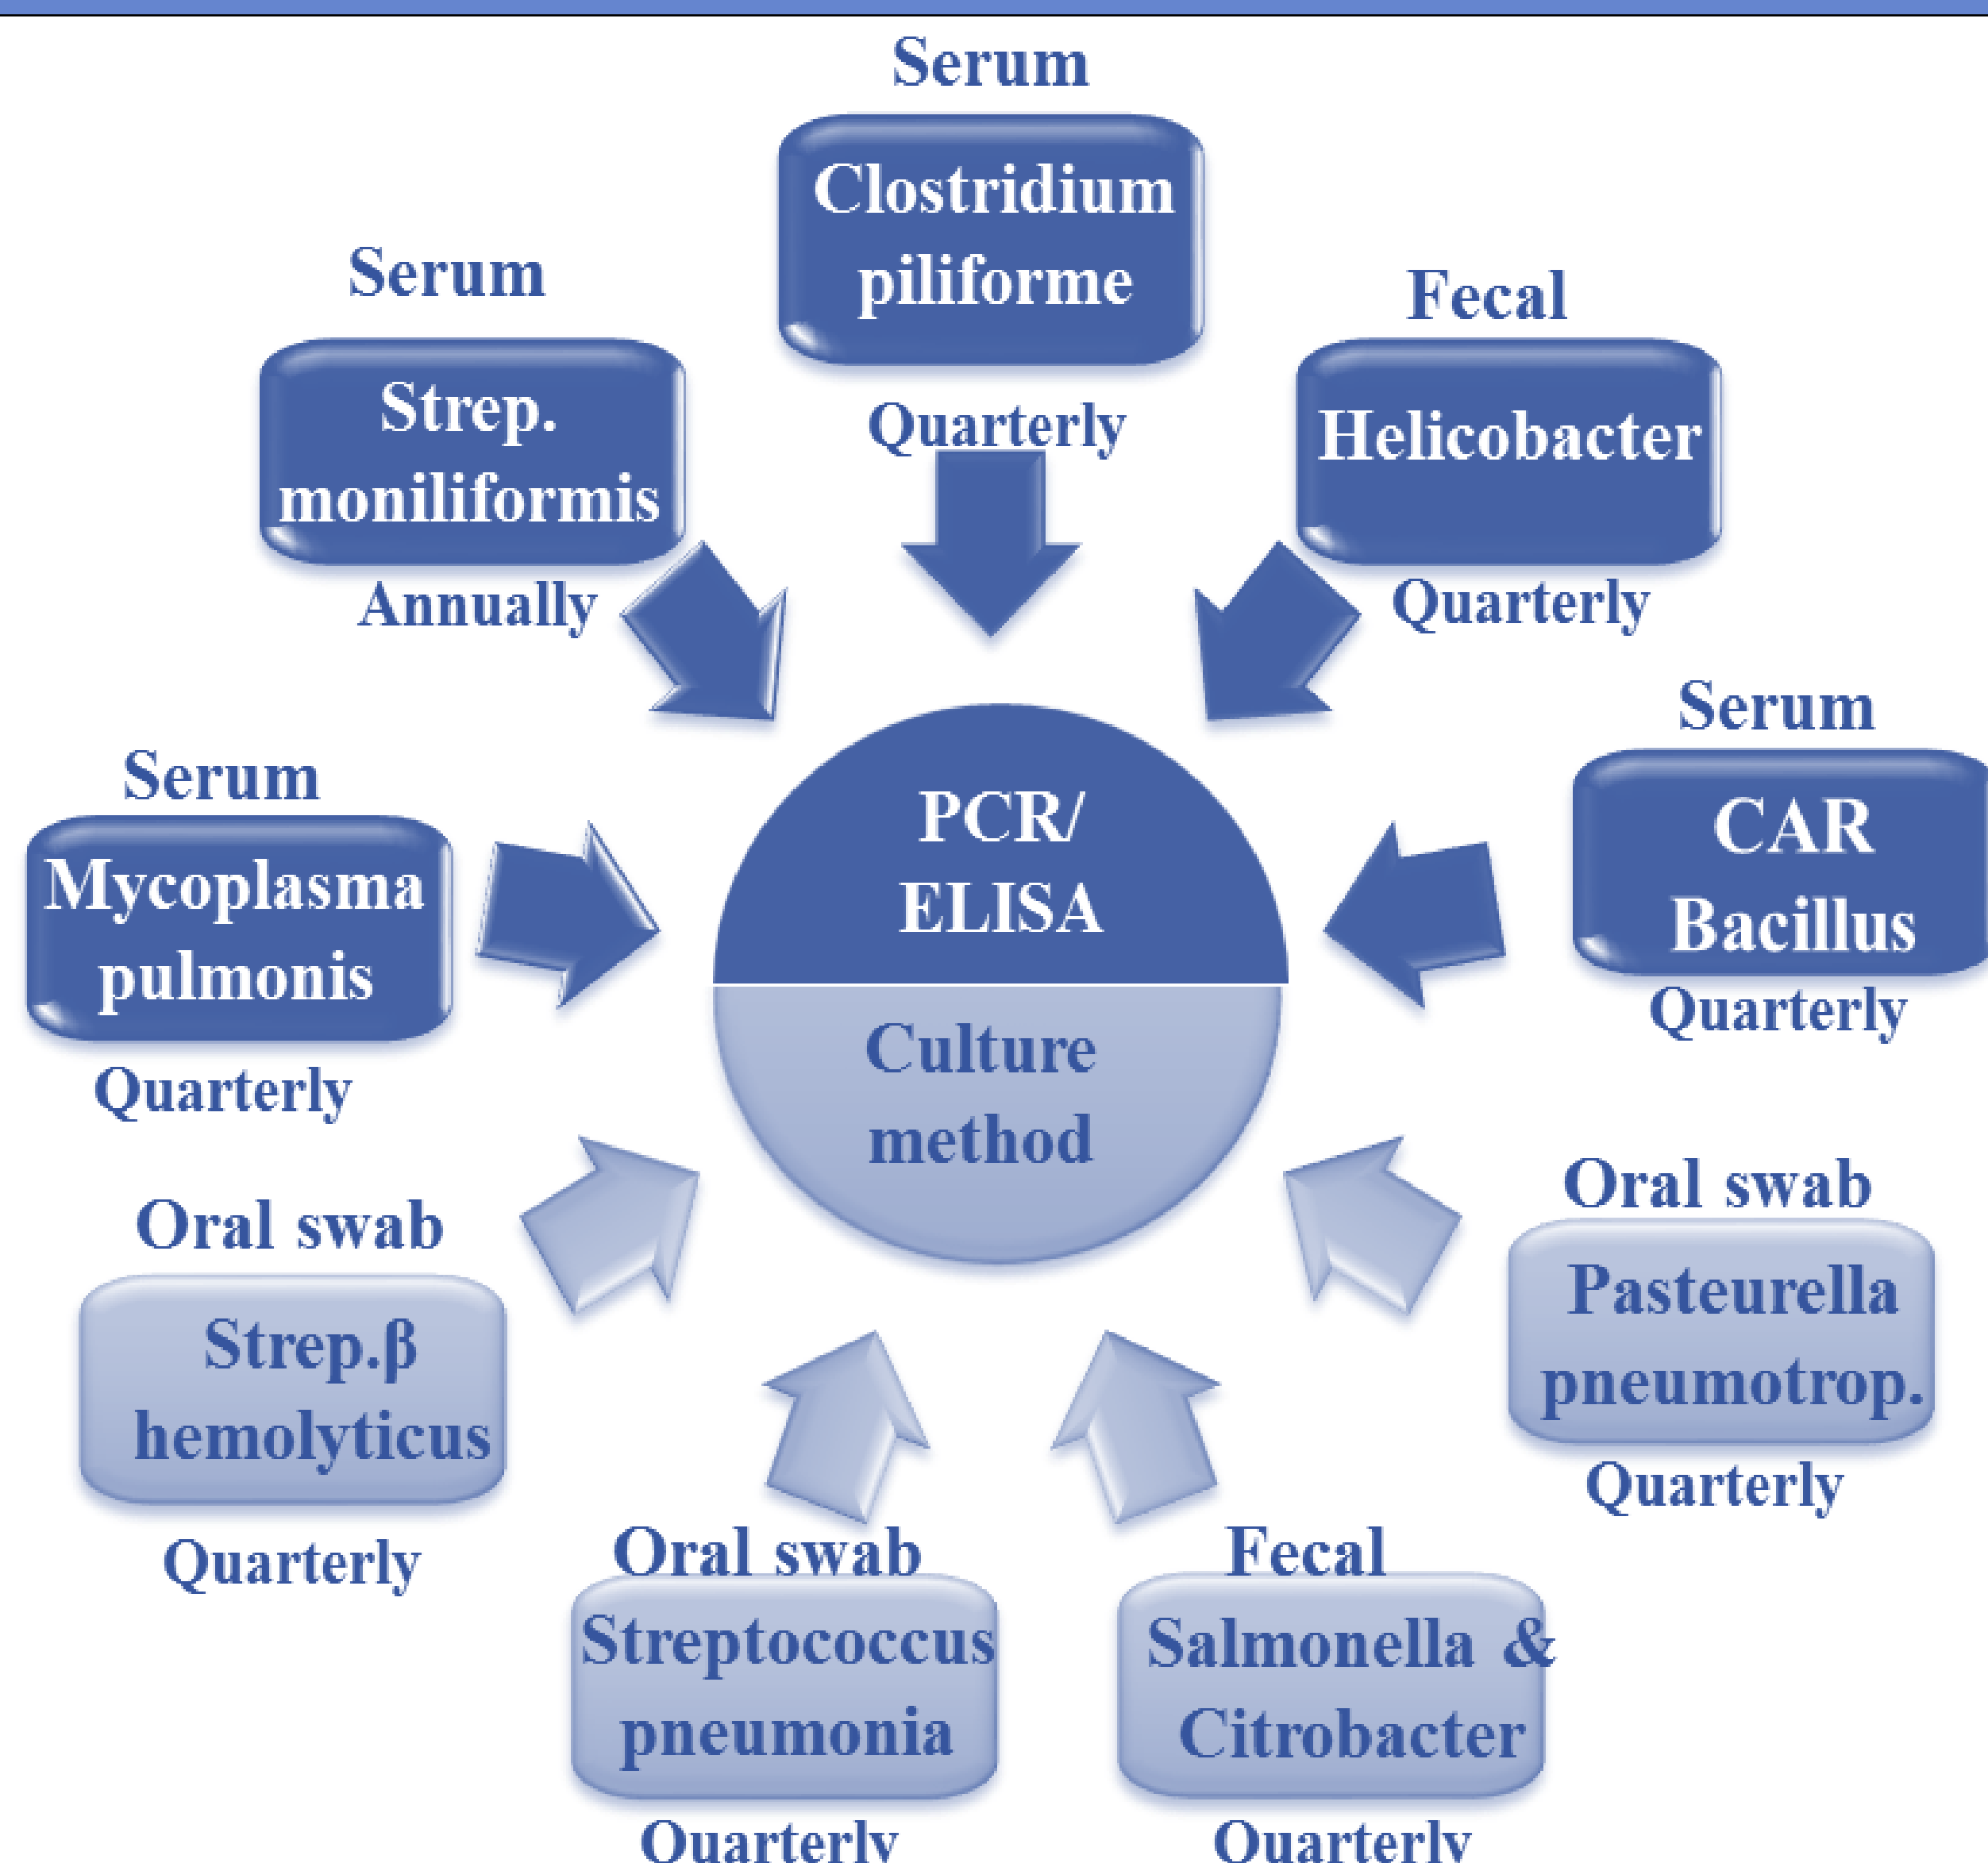 Serum
Clostridium
piliforme
Quarterly
Serum
Strep.
moniliformis
Annually
Fecal
Helicobacter
Quarterly
Serum
CAR
Bacillus
Quarterly
Serum
Mycoplasma
pulmonis
Quarterly
PCR/
ELISA
Culture
method
Oral swab
Strep.β
hemolyticus
Quarterly
Oral swab
Pasteurella
pneumotrop.
Quarterly
Oral swab
Streptococcus
pneumonia
Quarterly
Fecal
Salmonella &
Citrobacter
Quarterly